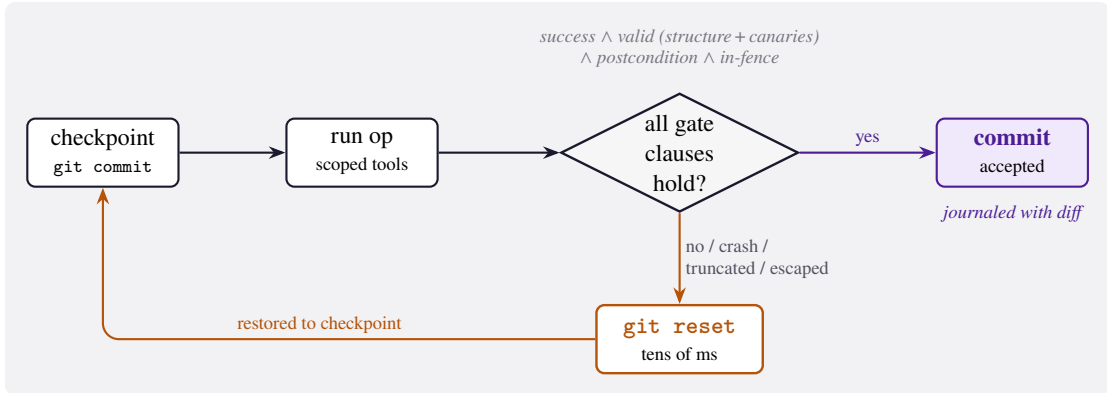 success ∧ valid (structure + canaries)
∧ postcondition ∧ in-fence
checkpoint
git commit
run op
scoped tools
all gate
clauses
hold?
yes
commit
accepted
journaled with diff
no / crash /
truncated / escaped
restored to checkpoint
git reset
tens of ms